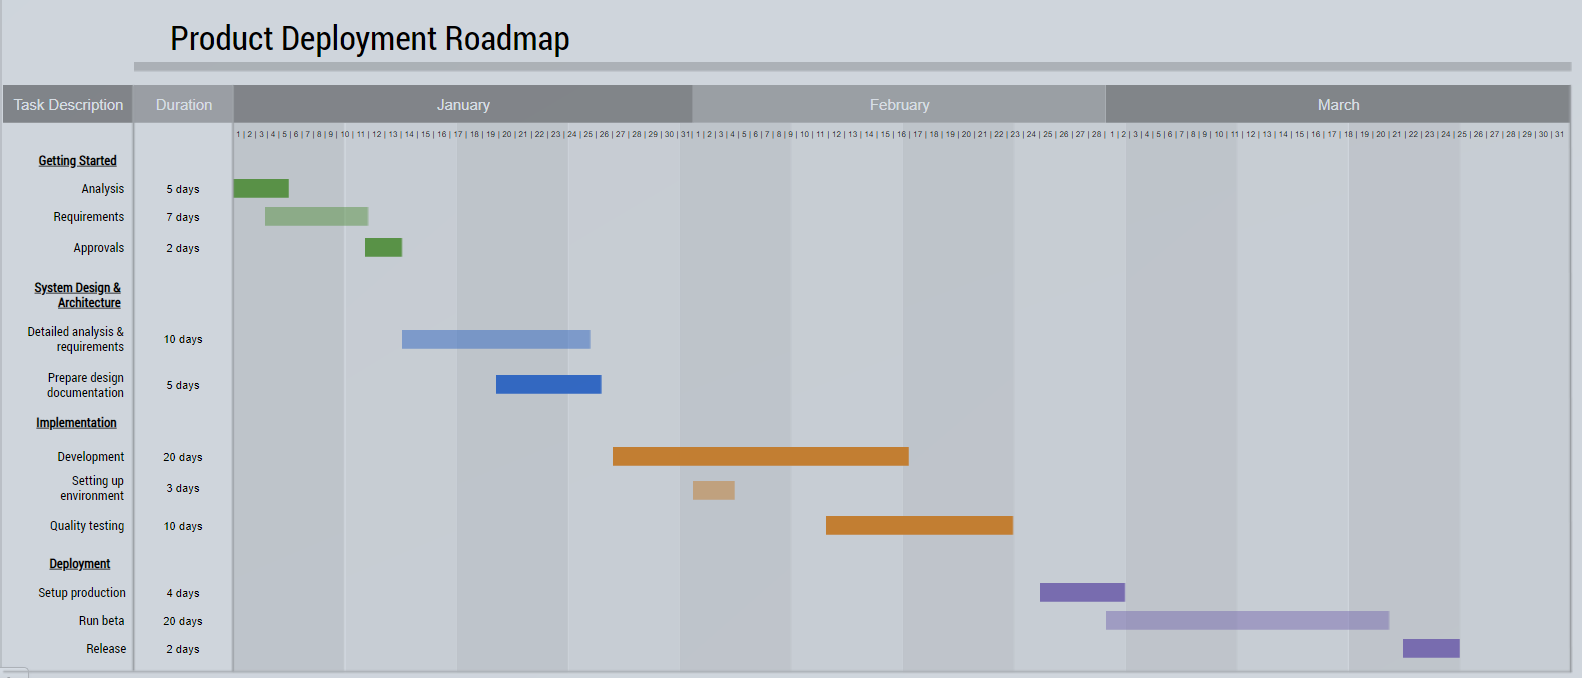 Product Deployment Roadmap
Task Description Duration January February March
1 | 2 | 3 | 4 | 5 | 6 | 7 | 8 | 9 | 10 | 11 | 12 | 13 | 14 | 15 | 16 | 17 | 18 | 19 | 20 | 21 | 22 | 23 | 24 | 25 | 26 | 27 | 28 | 29 | 30 | 31| 1 | 2 | 3 | 4 | 5 | 6 | 7 | 8 | 9 | 10 | 11 | 12 | 13 | 14 | 15 | 16 | 17 | 18 | 19 | 20 | 21 | 22 | 23 | 24 | 25 | 26 | 27 | 28 | 1 | 2 | 3 | 4 | 5 | 6 | 7 | 8 | 9 | 10 | 11 | 12 | 13 | 14 | 15 | 16 | 17 | 18 | 19 | 20 | 21 | 22 | 23 | 24 | 25 | 26 | 27 | 28 | 29 | 30 | 31
Getting Started
Analysis 5 days
Requirements 7 days
Approvals 2 days
System Design &
Architecture
Detailed analysis &
requirements 10 days
Prepare design
documentation 5 days
Implementation
Development 20 days
Setting up
environment 3 days
Quality testing 10 days
Deployment
Setup production 4 days
Run beta 20 days
Release 2 days